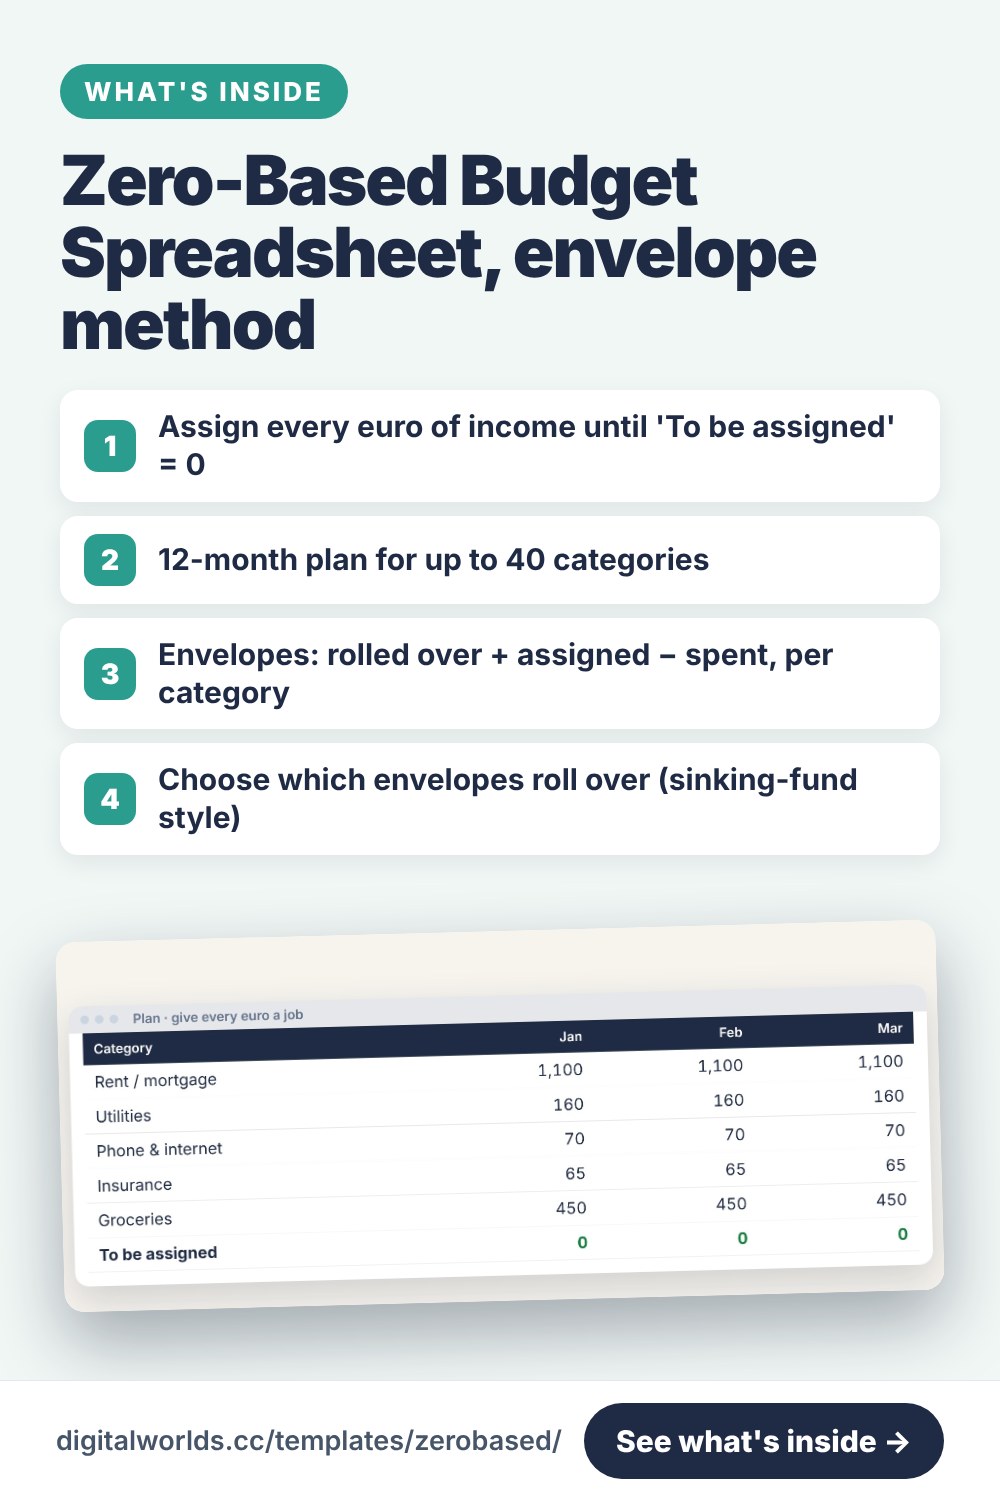 WHAT'S INSIDE
Zero-Based Budget
Spreadsheet, envelope
method
1 Assign every euro of income until 'To be assigned'
= 0
2 12-month plan for up to 40 categories
3 Envelopes: rolled over + assigned − spent, per
category
4 Choose which envelopes roll over (sinking-fund
style)
Plan · give every euro a job
Category Jan Feb Mar
Rent / mortgage 1,100 1,100 1,100
Utilities 160 160 160
Phone & internet 70 70 70
Insurance 65 65 65
Groceries 450 450 450
To be assigned 0 0 0
digitalworlds.cc/templates/zerobased/ See what's inside →